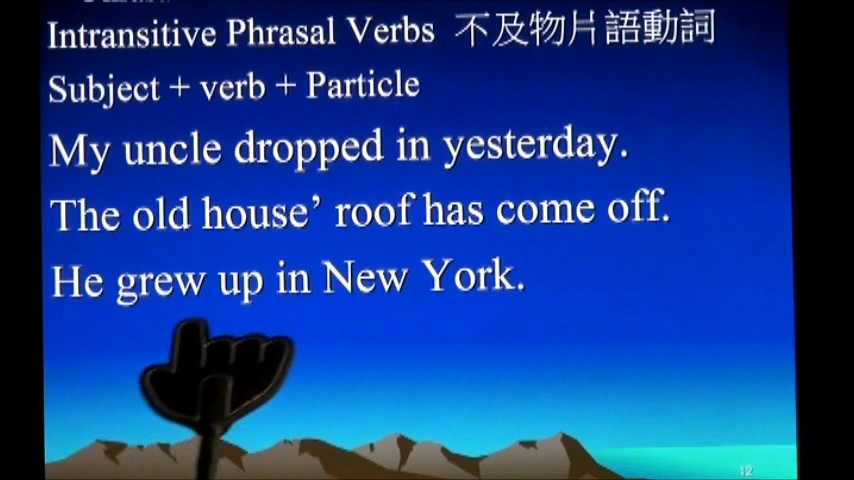 Intransitive Phrasal Verbs 不及物片語動詞
Subject + verb + Particle
My uncle dropped in yesterday.
The old house’ roof has come off.
He grew up in New York.
12